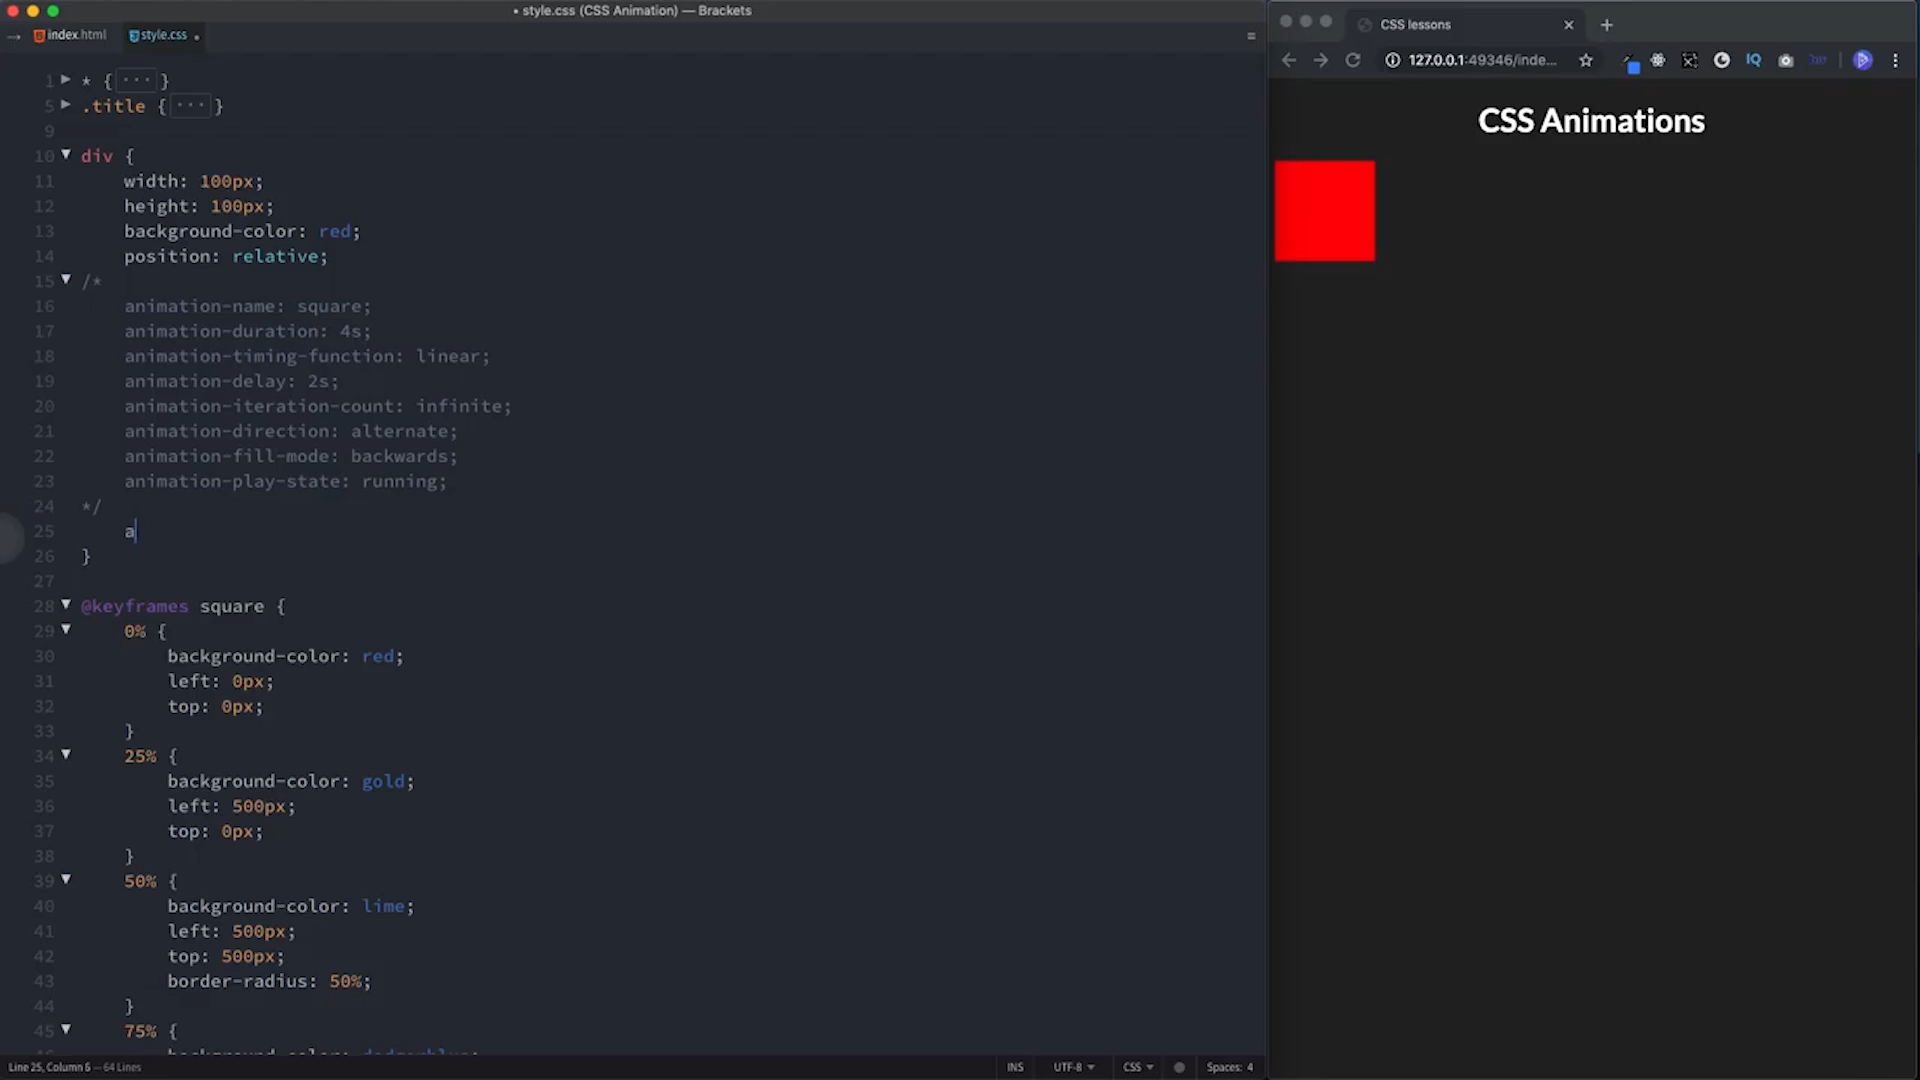 • style.css (CSS Animation) — Brackets
index.html
style.css •
1 * { ··· }
5 .title { ··· }
9
10 div {
11 width: 100px;
12 height: 100px;
13 background-color: red;
14 position: relative;
15 /*
16 animation-name: square;
17 animation-duration: 4s;
18 animation-timing-function: linear;
19 animation-delay: 2s;
20 animation-iteration-count: infinite;
21 animation-direction: alternate;
22 animation-fill-mode: backwards;
23 animation-play-state: running;
24 */
25 a
26 }
27
28 @keyframes square {
29 0% {
30 background-color: red;
31 left: 0px;
32 top: 0px;
33 }
34 25% {
35 background-color: gold;
36 left: 500px;
37 top: 0px;
38 }
39 50% {
40 background-color: lime;
41 left: 500px;
42 top: 500px;
43 border-radius: 50%;
44 }
45 75% {
Line 25, Column 6 — 64 Lines
INS
UTF-8
CSS
Spaces: 4
CSS lessons
127.0.0.1:49346/inde...
IQ
CSS Animations